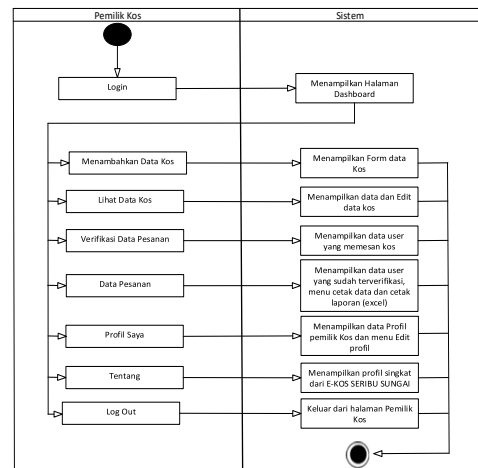 Pemilik Kos
Sistem
Login
Menampilkan Halaman
Dashboard
Menambahkan Data Kos
Menampilkan Form data
Kos
Lihat Data Kos
Menampilkan data dan Edit
data kos
Verifikasi Data Pesanan
Menampilkan data user
yang memesan kos
Data Pesanan
Menampilkan data user
yang sudah terverifikasi,
menu cetak data dan cetak
laporan (excel)
Profil Saya
Menampilkan data Profil
pemilik Kos dan menu Edit
profil
Tentang
Menampilkan profil singkat
dari E-KOS SERIBU SUNGAI
Log Out
Keluar dari halaman Pemilik
Kos